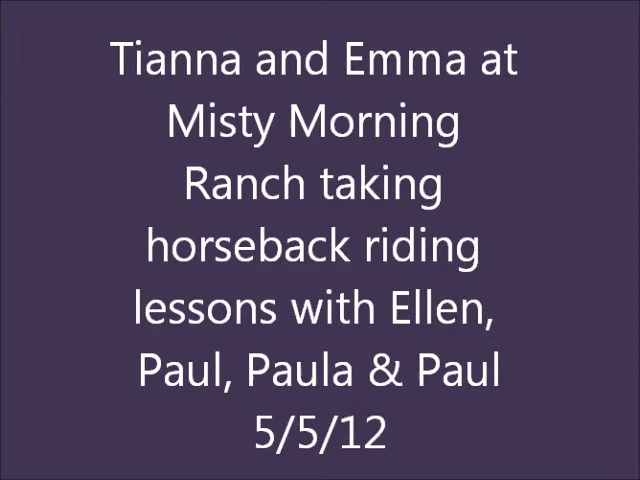 Tianna and Emma at
Misty Morning
Ranch taking
horseback riding
lessons with Ellen,
Paul, Paula & Paul
5/5/12